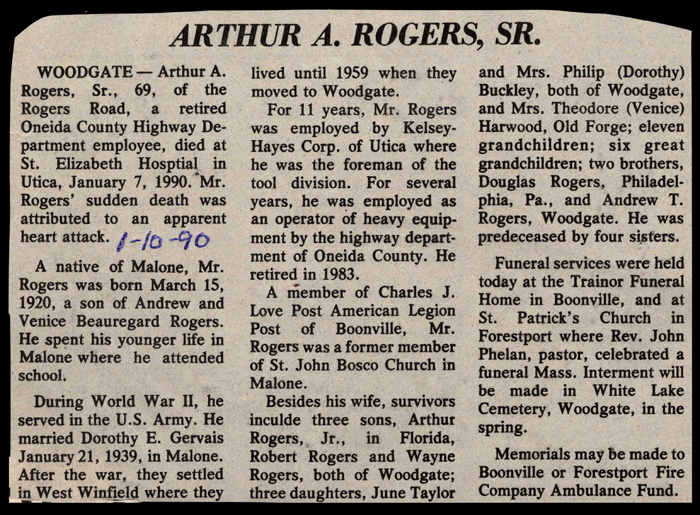 ARTHUR A. ROGERS, SR.
WOODGATE — Arthur A.
Rogers, Sr., 69, of the
Rogers Road, a retired
Oneida County Highway De-
partment employee, died at
St. Elizabeth Hosptial in
Utica, January 7, 1990. Mr.
Rogers' sudden death was
attributed to an apparent
heart attack. 1-10-90
A native of Malone, Mr.
Rogers was born March 15,
1920, a son of Andrew and
Venice Beauregard Rogers.
He spent his younger life in
Malone where he attended
school.
During World War II, he
served in the U.S. Army. He
married Dorothy E. Gervais
January 21, 1939, in Malone.
After the war, they settled
in West Winfield where they
lived until 1959 when they
moved to Woodgate.
For 11 years, Mr. Rogers
was employed by Kelsey-
Hayes Corp. of Utica where
he was the foreman of the
tool division. For several
years, he was employed as
an operator of heavy equip-
ment by the highway depart-
ment of Oneida County. He
retired in 1983.
A member of Charles J.
Love Post American Legion
Post of Boonville, Mr.
Rogers was a former member
of St. John Bosco Church in
Malone.
Besides his wife, survivors
inculde three sons, Arthur
Rogers, Jr., in Florida,
Robert Rogers and Wayne
Rogers, both of Woodgate;
three daughters, June Taylor
and Mrs. Philip (Dorothy)
Buckley, both of Woodgate,
and Mrs. Theodore (Venice)
Harwood, Old Forge; eleven
grandchildren; six great
grandchildren; two brothers,
Douglas Rogers, Philadel-
phia, Pa., and Andrew T.
Rogers, Woodgate. He was
predeceased by four sisters.
Funeral services were held
today at the Trainor Funeral
Home in Boonville, and at
St. Patrick's Church in
Forestport where Rev. John
Phelan, pastor, celebrated a
funeral Mass. Interment will
be made in White Lake
Cemetery, Woodgate, in the
spring.
Memorials may be made to
Boonville or Forestport Fire
Company Ambulance Fund.